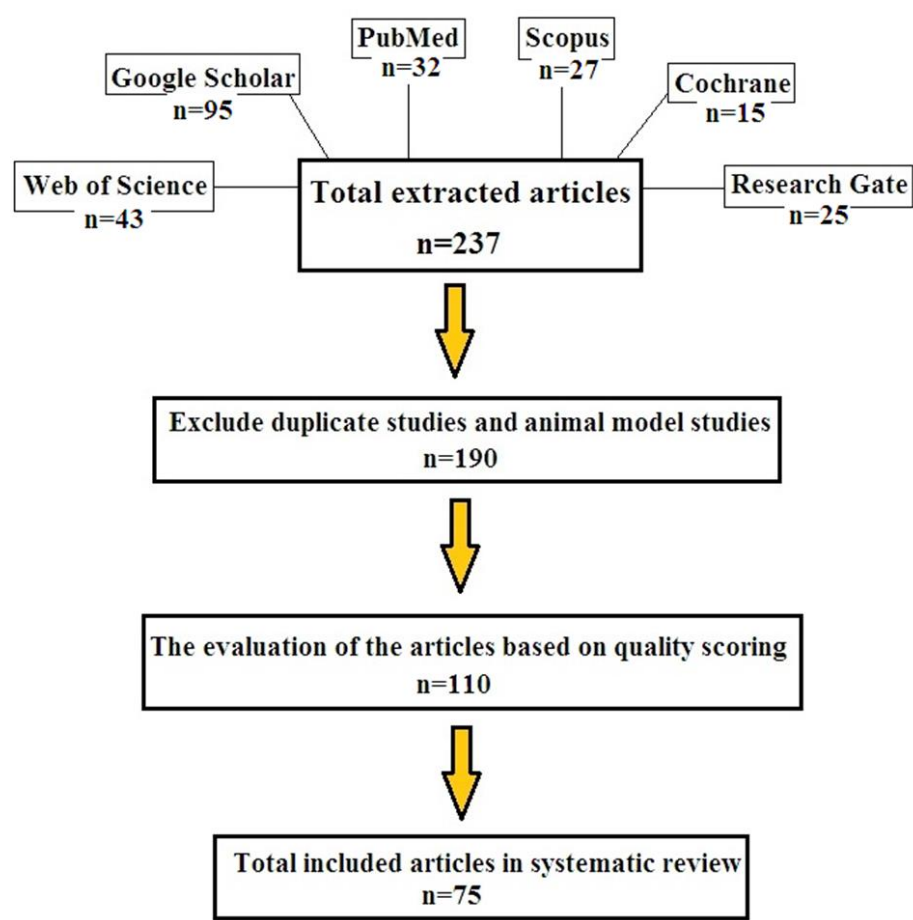 PubMed
n=32
Scopus
n=27
Google Scholar
n=95
Cochrane
n=15
Web of Science
n=43
Total extracted articles
n=237
Research Gate
n=25
Exclude duplicate studies and animal model studies
n=190
The evaluation of the articles based on quality scoring
n=110
Total included articles in systematic review
n=75